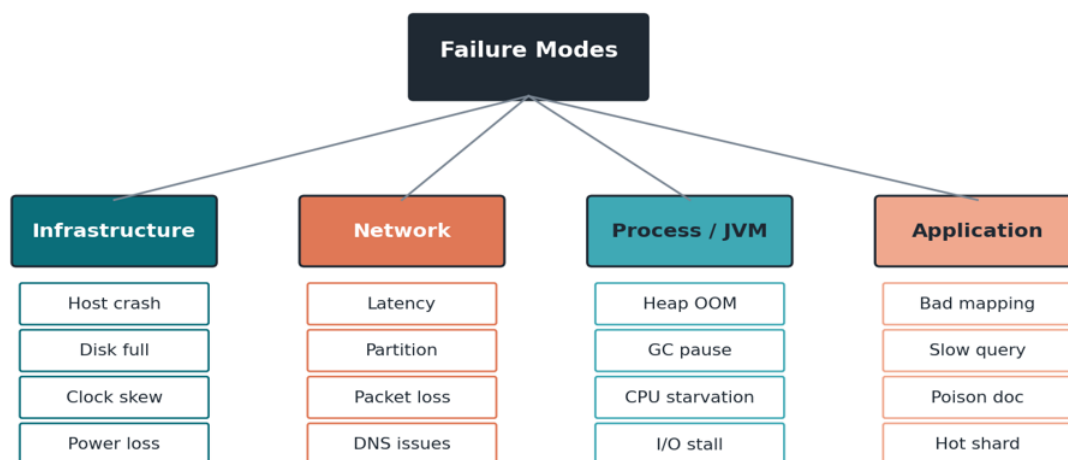 Failure Modes
Infrastructure
Host crash
Disk full
Clock skew
Power loss
Network
Latency
Partition
Packet loss
DNS issues
Process / JVM
Heap OOM
GC pause
CPU starvation
I/O stall
Application
Bad mapping
Slow query
Poison doc
Hot shard